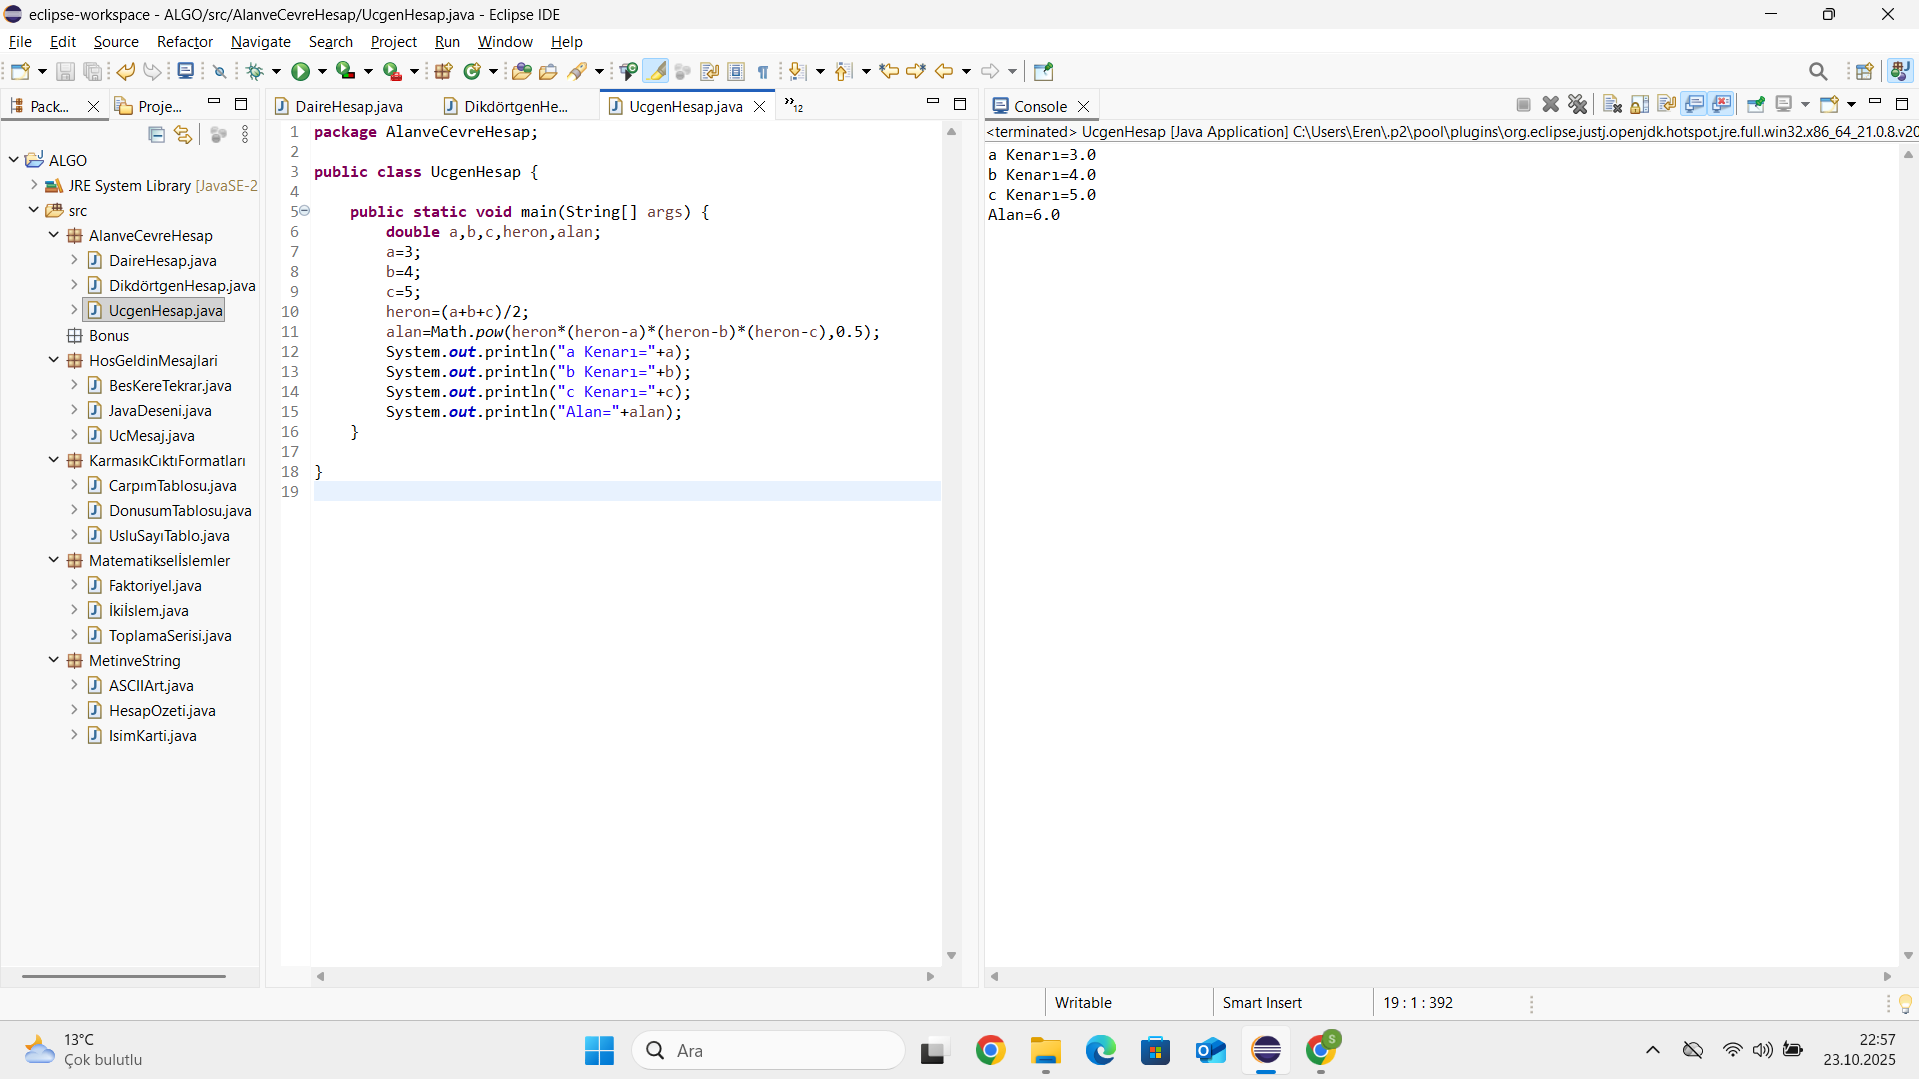 eclipse-workspace - ALGO/src/AlanveCevreHesap/UcgenHesap.java - Eclipse IDE
File Edit Source Refactor Navigate Search Project Run Window Help
Pack... Proje...
ALGO
JRE System Library [JavaSE-2
src
AlanveCevreHesap
DaireHesap.java
DikdörtgenHesap.java
UcgenHesap.java
Bonus
HosGeldinMesajlari
BesKereTekrar.java
JavaDeseni.java
UcMesaj.java
KarmasıkCıktıFormatları
CarpımTablosu.java
DonusumTablosu.java
UsluSayıTablo.java
Matematikselİslemler
Faktoriyel.java
İkiİslem.java
ToplamaSerisi.java
MetinveString
ASCIIArt.java
HesapOzeti.java
IsimKarti.java
DaireHesap.java DikdörtgenHe... UcgenHesap.java »12
1 package AlanveCevreHesap;
2
3 public class UcgenHesap {
4
5 public static void main(String[] args) {
6 double a,b,c,heron,alan;
7 a=3;
8 b=4;
9 c=5;
10 heron=(a+b+c)/2;
11 alan=Math.pow(heron*(heron-a)*(heron-b)*(heron-c),0.5);
12 System.out.println("a Kenarı="+a);
13 System.out.println("b Kenarı="+b);
14 System.out.println("c Kenarı="+c);
15 System.out.println("Alan="+alan);
16 }
17
18 }
19
Console
<terminated> UcgenHesap [Java Application] C:\Users\Eren\.p2\pool\plugins\org.eclipse.justj.openjdk.hotspot.jre.full.win32.x86_64_21.0.8.v20
a Kenarı=3.0
b Kenarı=4.0
c Kenarı=5.0
Alan=6.0
Writable Smart Insert 19 : 1 : 392
13°C
Çok bulutlu
Ara
S
22:57
23.10.2025